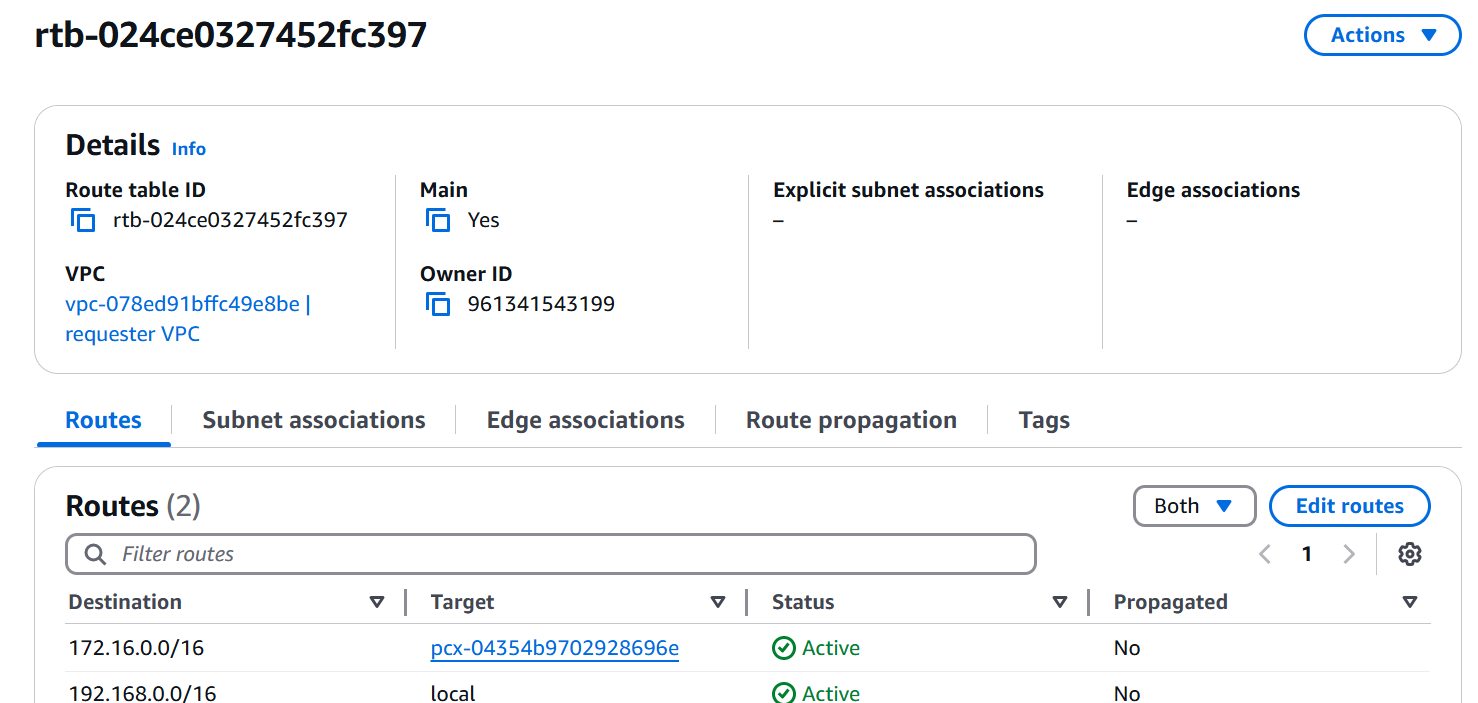 rtb-024ce0327452fc397
Actions
Details Info
Route table ID
rtb-024ce0327452fc397
Main
Yes
Explicit subnet associations
–
Edge associations
–
VPC
vpc-078ed91bffc49e8be |
requester VPC
Owner ID
961341543199
Routes Subnet associations Edge associations Route propagation Tags
Routes (2)
Both Edit routes
Filter routes
1
Destination Target Status Propagated
172.16.0.0/16 pcx-04354b9702928696e Active No
192.168.0.0/16 local Active No